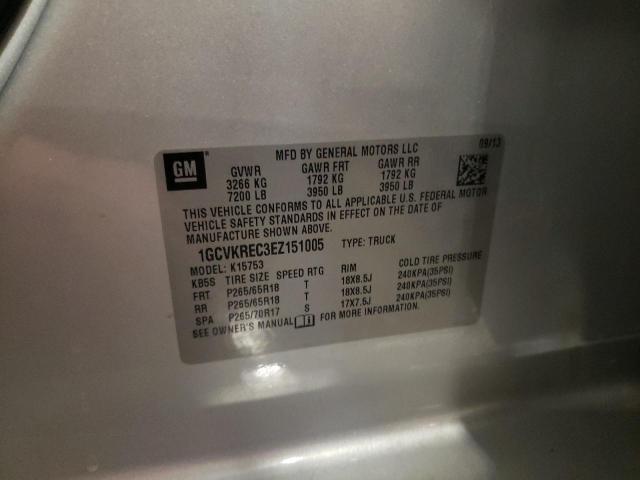 GM
MFD BY GENERAL MOTORS LLC 09/13
GVWR GAWR FRT GAWR RR
3266 KG 1792 KG 1792 KG
7200 LB 3950 LB 3950 LB
THIS VEHICLE CONFORMS TO ALL APPLICABLE U.S. FEDERAL MOTOR
VEHICLE SAFETY STANDARDS IN EFFECT ON THE DATE OF
MANUFACTURE SHOWN ABOVE.
1GCVKREC3EZ151005 TYPE: TRUCK
MODEL: K15753
KB5S TIRE SIZE SPEED RTG RIM COLD TIRE PRESSURE
FRT P265/65R18 T 18X8.5J 240KPA(35PSI)
RR P265/65R18 T 18X8.5J 240KPA(35PSI)
SPA P265/70R17 S 17X7.5J 240KPA(35PSI)
SEE OWNER'S MANUAL FOR MORE INFORMATION.